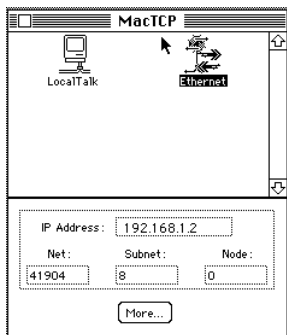 MacTCP
LocalTalk
Ethernet
IP Address: 192.168.1.2
Net: Subnet: Node:
41904 8 0
More...